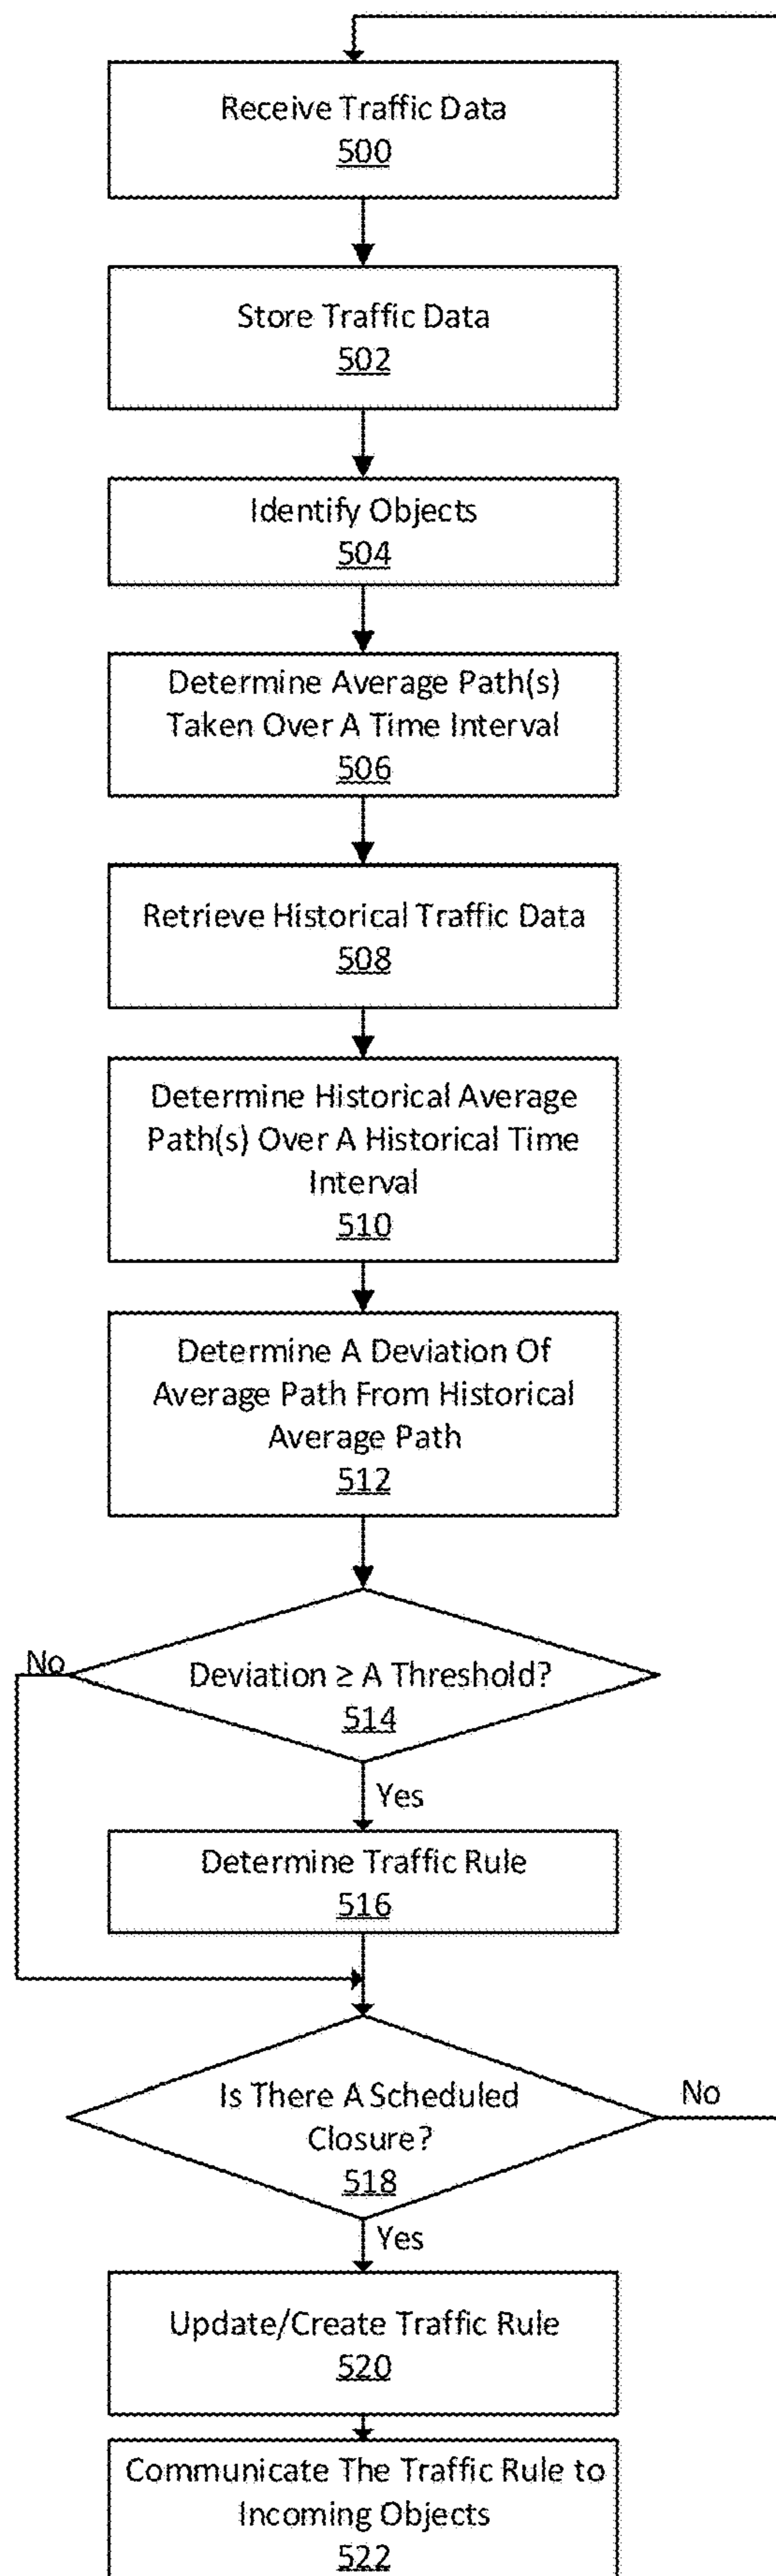 Receive Traffic Data
500
Store Traffic Data
502
Identify Objects
504
Determine Average Path(s)
Taken Over A Time Interval
506
Retrieve Historical Traffic Data
508
Determine Historical Average
Path(s) Over A Historical Time
Interval
510
Determine A Deviation Of
Average Path From Historical
Average Path
512
No
Deviation ≥ A Threshold?
514
Yes
Determine Traffic Rule
516
Is There A Scheduled
Closure?
518
No
Yes
Update/Create Traffic Rule
520
Communicate The Traffic Rule to
Incoming Objects
522